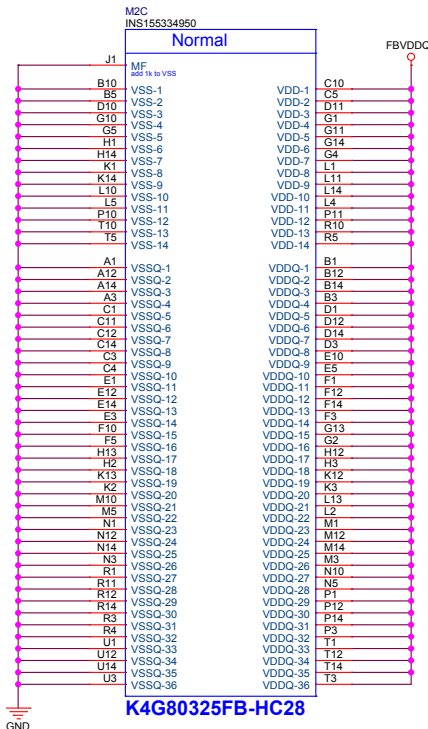 M2C
INS155334950
Normal
FBVDDQ
J1 MF
add 1k to VSS
B10 VSS-1 VDD-1 C10
B5 VSS-2 VDD-2 C5
D10 VSS-3 VDD-3 D11
G10 VSS-4 VDD-4 G1
G5 VSS-5 VDD-5 G11
H1 VSS-6 VDD-6 G14
H14 VSS-7 VDD-7 G4
K1 VSS-8 VDD-8 L1
K14 VSS-9 VDD-9 L11
L10 VSS-10 VDD-10 L14
L5 VSS-11 VDD-11 L4
P10 VSS-12 VDD-12 P11
T10 VSS-13 VDD-13 R10
T5 VSS-14 VDD-14 R5
A1 VSSQ-1 VDDQ-1 B1
A12 VSSQ-2 VDDQ-2 B12
A14 VSSQ-3 VDDQ-3 B14
A3 VSSQ-4 VDDQ-4 B3
C1 VSSQ-5 VDDQ-5 D1
C11 VSSQ-6 VDDQ-6 D12
C12 VSSQ-7 VDDQ-7 D14
C14 VSSQ-8 VDDQ-8 D3
C3 VSSQ-9 VDDQ-9 E10
C4 VSSQ-10 VDDQ-10 E5
E1 VSSQ-11 VDDQ-11 F1
E12 VSSQ-12 VDDQ-12 F12
E14 VSSQ-13 VDDQ-13 F14
E3 VSSQ-14 VDDQ-14 F3
F10 VSSQ-15 VDDQ-15 G13
F5 VSSQ-16 VDDQ-16 G2
H13 VSSQ-17 VDDQ-17 H12
H2 VSSQ-18 VDDQ-18 H3
K13 VSSQ-19 VDDQ-19 K12
K2 VSSQ-20 VDDQ-20 K3
M10 VSSQ-21 VDDQ-21 L13
M5 VSSQ-22 VDDQ-22 L2
N1 VSSQ-23 VDDQ-23 M1
N12 VSSQ-24 VDDQ-24 M12
N14 VSSQ-25 VDDQ-25 M14
N3 VSSQ-26 VDDQ-26 M3
R1 VSSQ-27 VDDQ-27 N10
R11 VSSQ-28 VDDQ-28 N5
R12 VSSQ-29 VDDQ-29 P1
R14 VSSQ-30 VDDQ-30 P12
R3 VSSQ-31 VDDQ-31 P14
R4 VSSQ-32 VDDQ-32 P3
U1 VSSQ-33 VDDQ-33 T1
U12 VSSQ-34 VDDQ-34 T12
U14 VSSQ-35 VDDQ-35 T14
U3 VSSQ-36 VDDQ-36 T3
K4G80325FB-HC28
GND